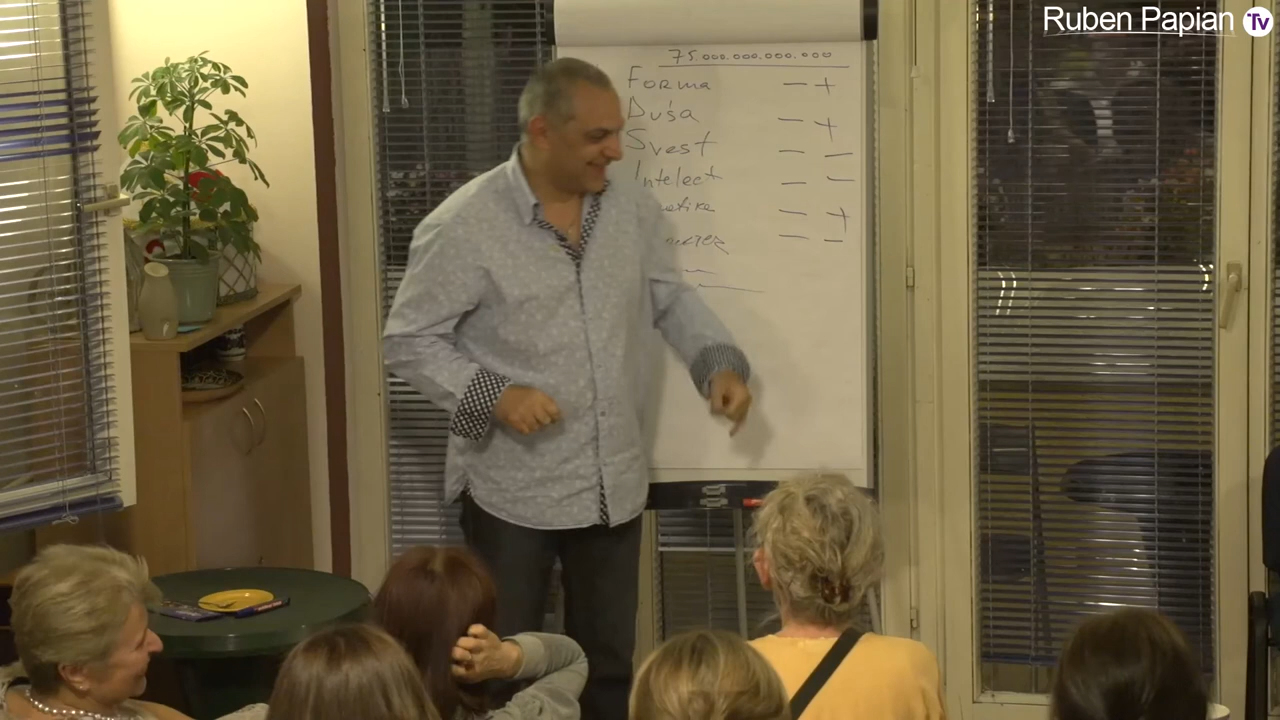 Ruben Papian Tv
75.000.000.000.000
Forma - +
Duša - +
Svest - -
Intelect - -
- +
- -